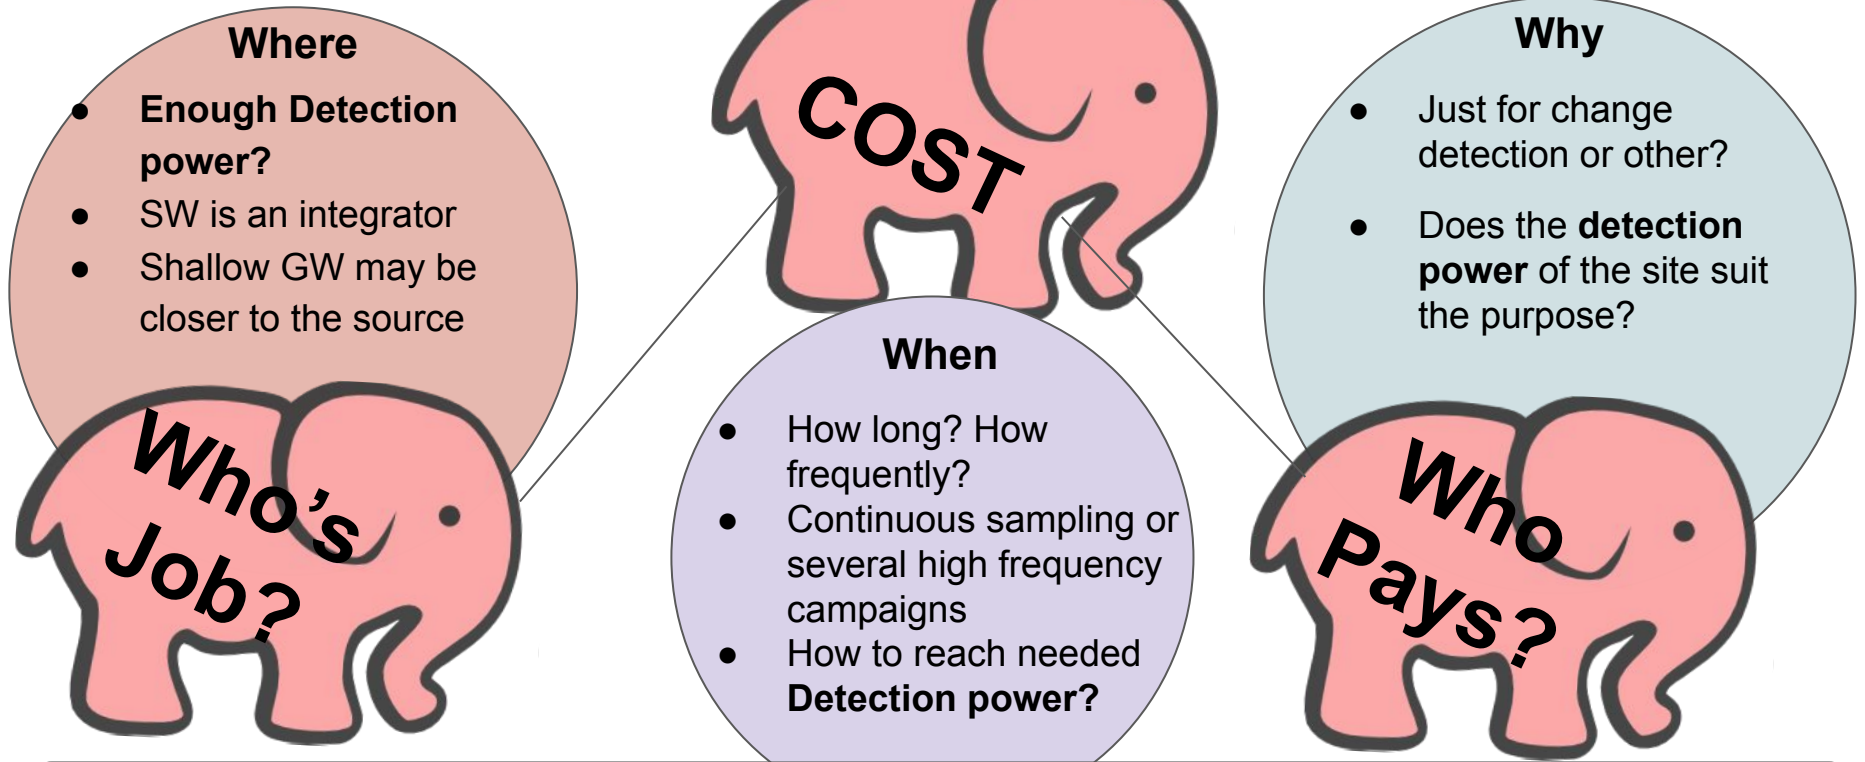 Where
● Enough Detection
power?
● SW is an integrator
● Shallow GW may be
closer to the source
Who's
Job?
COST
When
● How long? How
frequently?
● Continuous sampling or
several high frequency
campaigns
● How to reach needed
Detection power?
Why
● Just for change
detection or other?
● Does the detection
power of the site suit
the purpose?
Who
Pays?